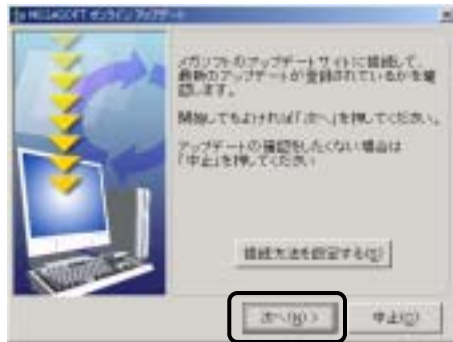 MEGASOFT オンライン アップデート
メガソフトのアップデートサイトに接続して、
最新のアップデートが登録されているかを確
認します。
開始してもよければ「次へ」を押してください。
アップデートの確認をしたくない場合は
「中止」を押してください
接続方法を設定する(S)
次へ(N) >
中止(C)